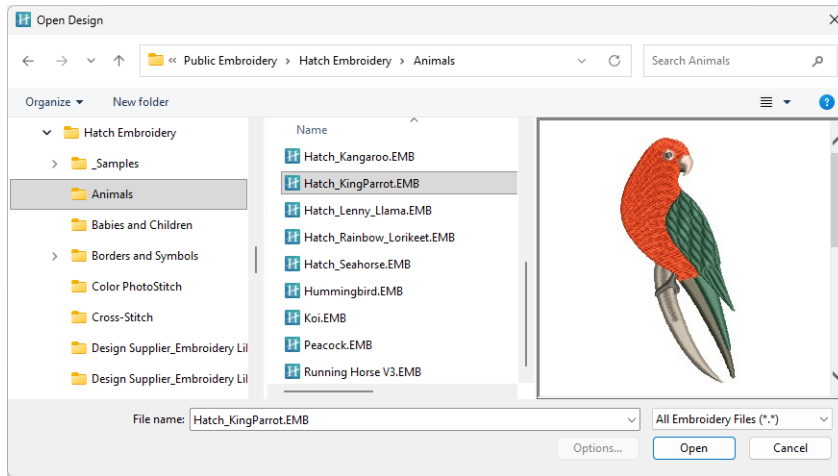 Open Design
« Public Embroidery > Hatch Embroidery > Animals
Search Animals
Organize
New folder
Hatch Embroidery
_Samples
Animals
Babies and Children
Borders and Symbols
Color PhotoStitch
Cross-Stitch
Design Supplier_Embroidery Lil
Design Supplier_Embroidery Lil
Name
Hatch_Kangaroo.EMB
Hatch_KingParrot.EMB
Hatch_Lenny_Llama.EMB
Hatch_Rainbow_Lorikeet.EMB
Hatch_Seahorse.EMB
Hummingbird.EMB
Koi.EMB
Peacock.EMB
Running Horse V3.EMB
File name: Hatch_KingParrot.EMB
All Embroidery Files (*.*)
Options...
Open
Cancel